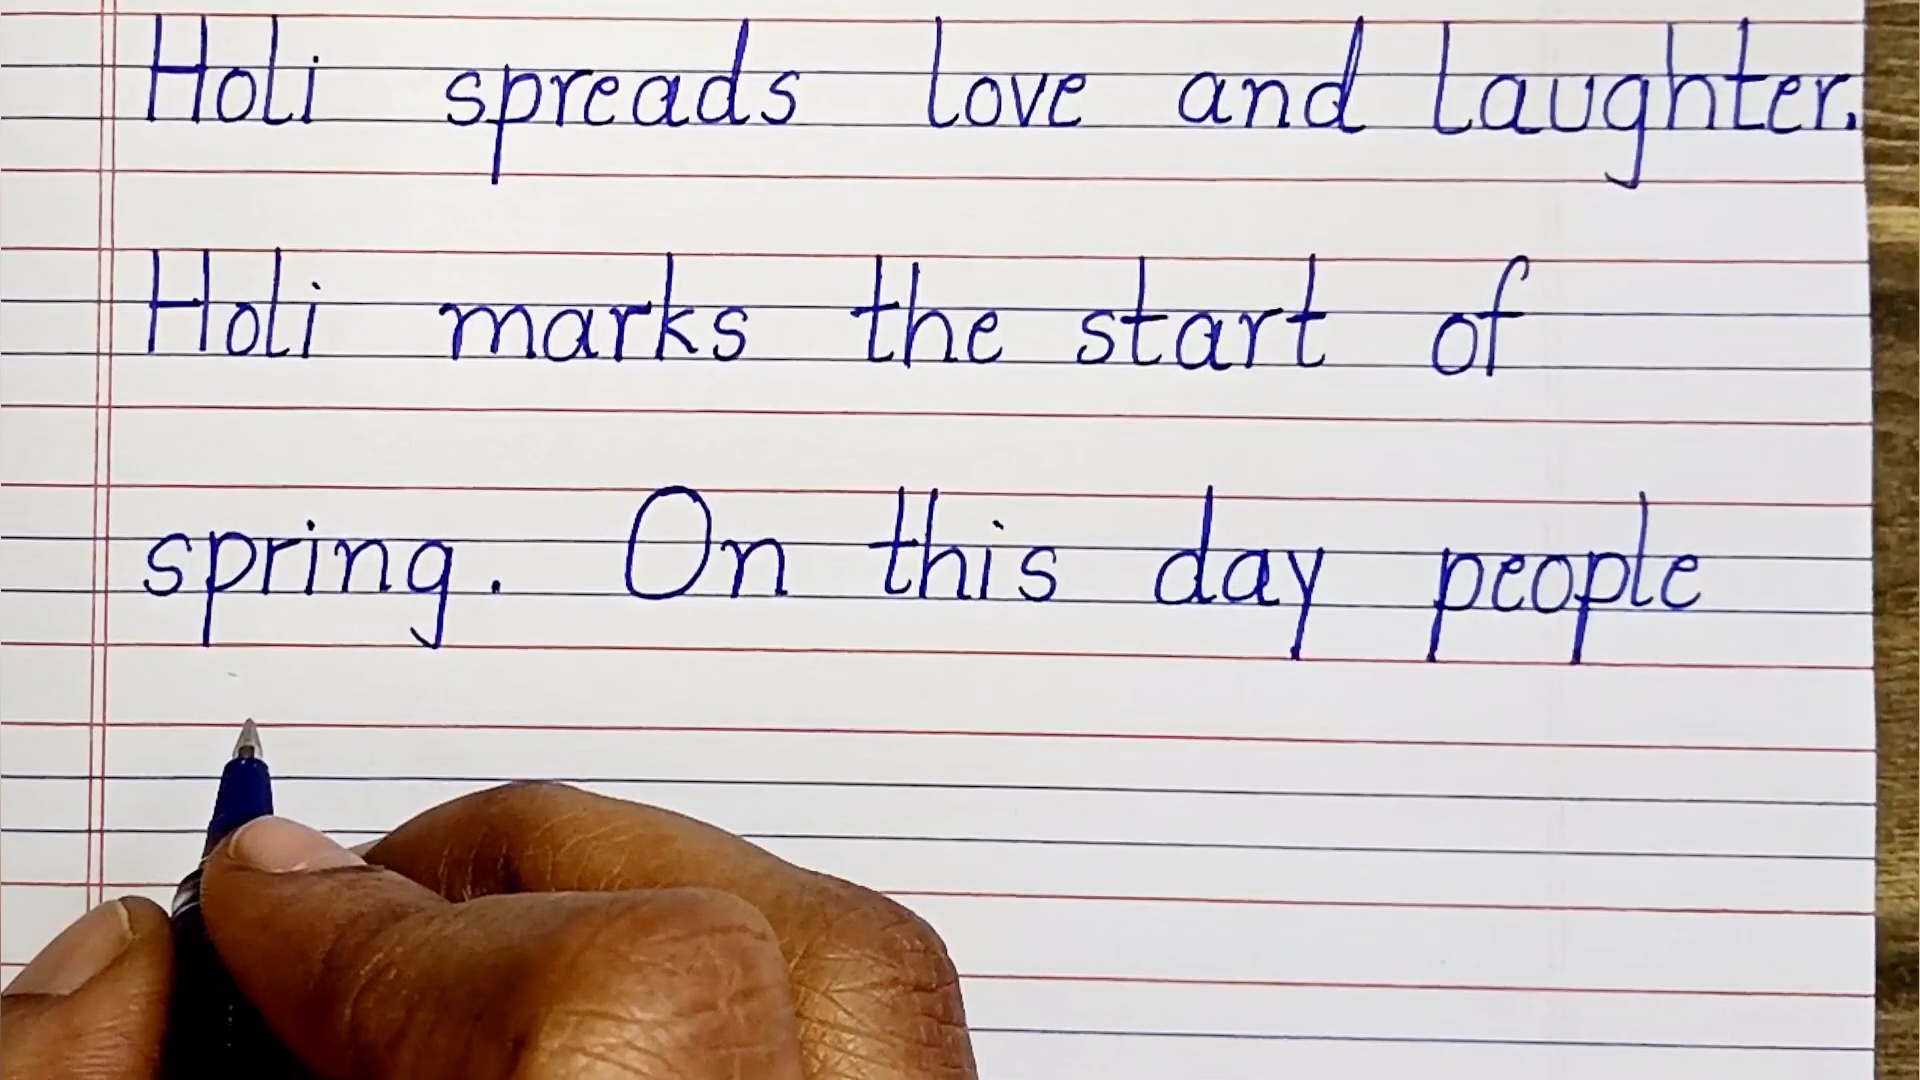 Holi spreads love and laughter.
Holi marks the start of
spring. On this day people